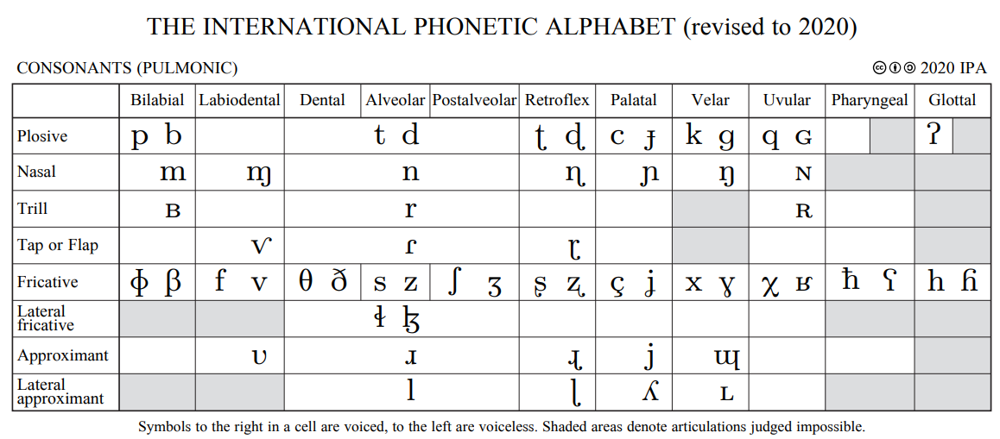 THE INTERNATIONAL PHONETIC ALPHABET (revised to 2020)
CONSONANTS (PULMONIC) 🅭🅯🄎 2020 IPA
Bilabial Labiodental Dental Alveolar Postalveolar Retroflex Palatal Velar Uvular Pharyngeal Glottal
Plosive p b t d ʈ ɖ c ɟ k ɡ q ɢ ʔ
Nasal m ɱ n ɳ ɲ ŋ ɴ
Trill ʙ r ʀ
Tap or Flap ⱱ ɾ ɽ
Fricative ɸ β f v θ ð s z ʃ ʒ ʂ ʐ ç ʝ x ɣ χ ʁ ħ ʕ h ɦ
Lateral
fricative ɬ ɮ
Approximant ʋ ɹ ɻ j ɰ
Lateral
approximant l ɭ ʎ ʟ
Symbols to the right in a cell are voiced, to the left are voiceless. Shaded areas denote articulations judged impossible.